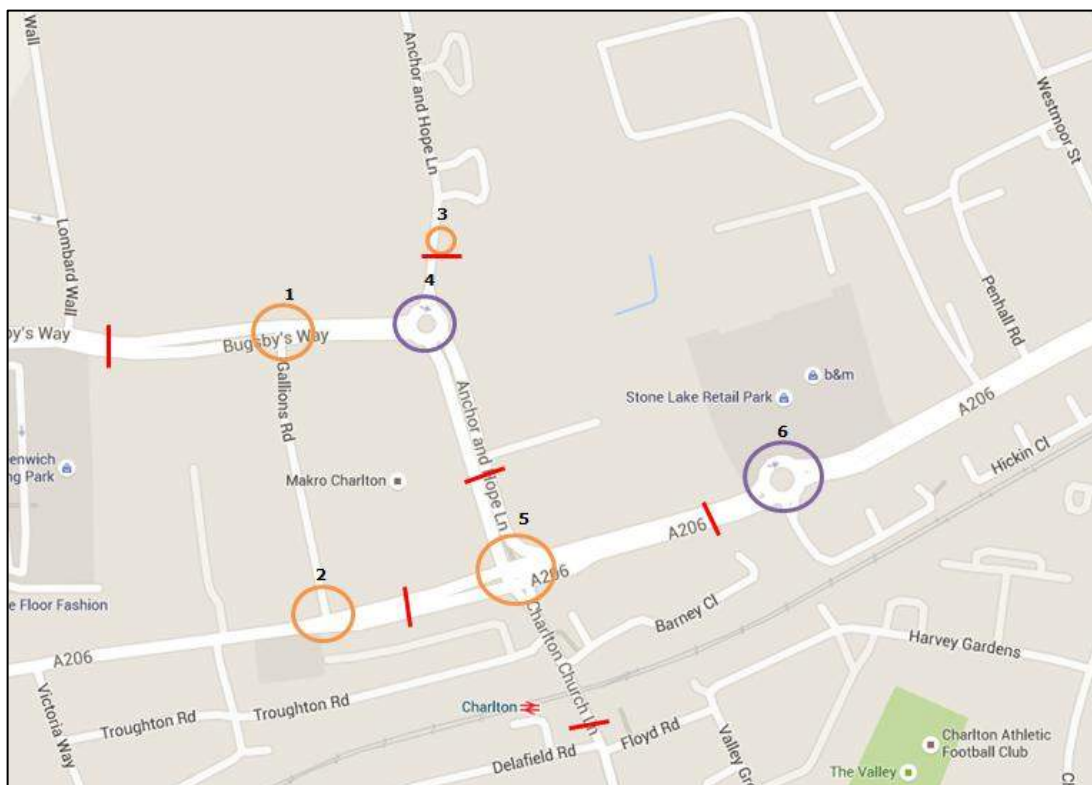 Wall
Anchor and Hope Ln
Westmoor St
Lombard Wall
3
4
1
Penhall Rd
by's Way
Bugsby's Way
Gallions Rd
b&m
Stone Lake Retail Park
A206
Anchor and Hope Ln
6
Hickin Cl
eenwich
ng Park
Makro Charlton
5
A206
2
A206
e Floor Fashion
Charlton Church Ln
Barney Cl
Harvey Gardens
A206
Victoria Way
Troughton Rd
Troughton Rd
Charlton
Floyd Rd
Delafield Rd
Valley Gro
Charlton Athletic
Football Club
The Valley